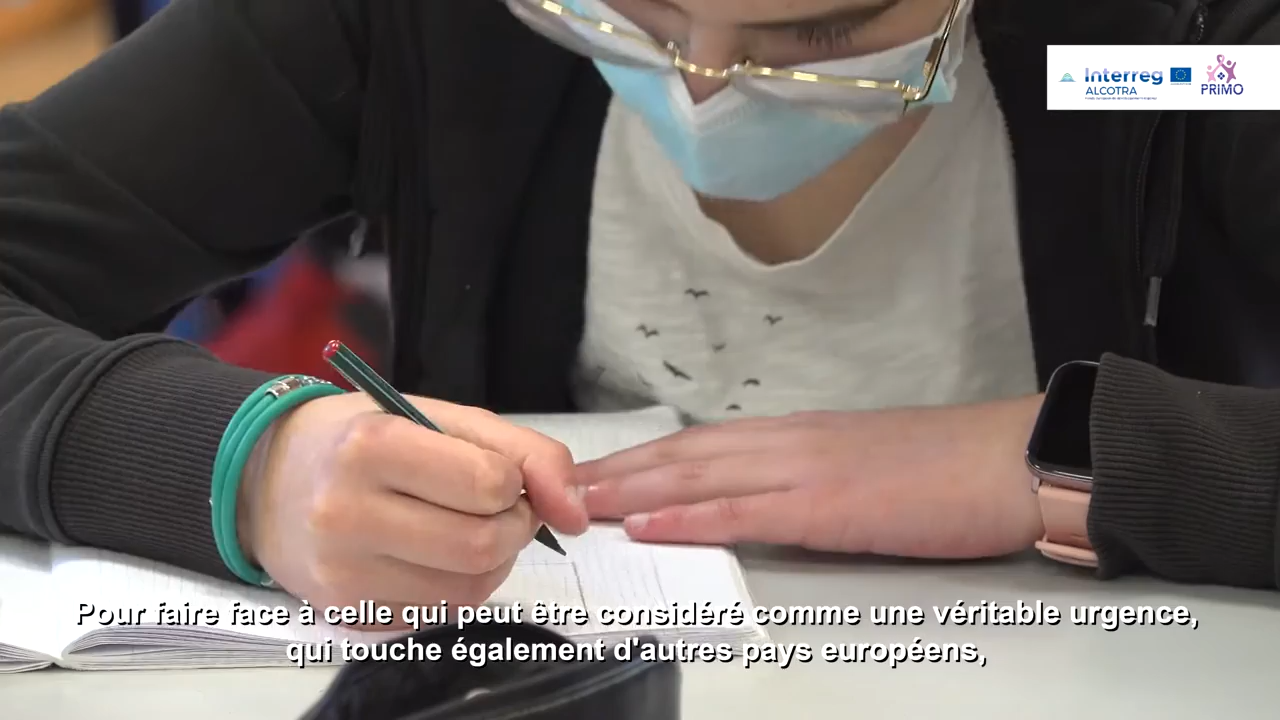 Interreg
ALCOTRA
PRIMO
Pour faire face à celle qui peut être considéré comme une véritable urgence,
qui touche également d'autres pays européens,